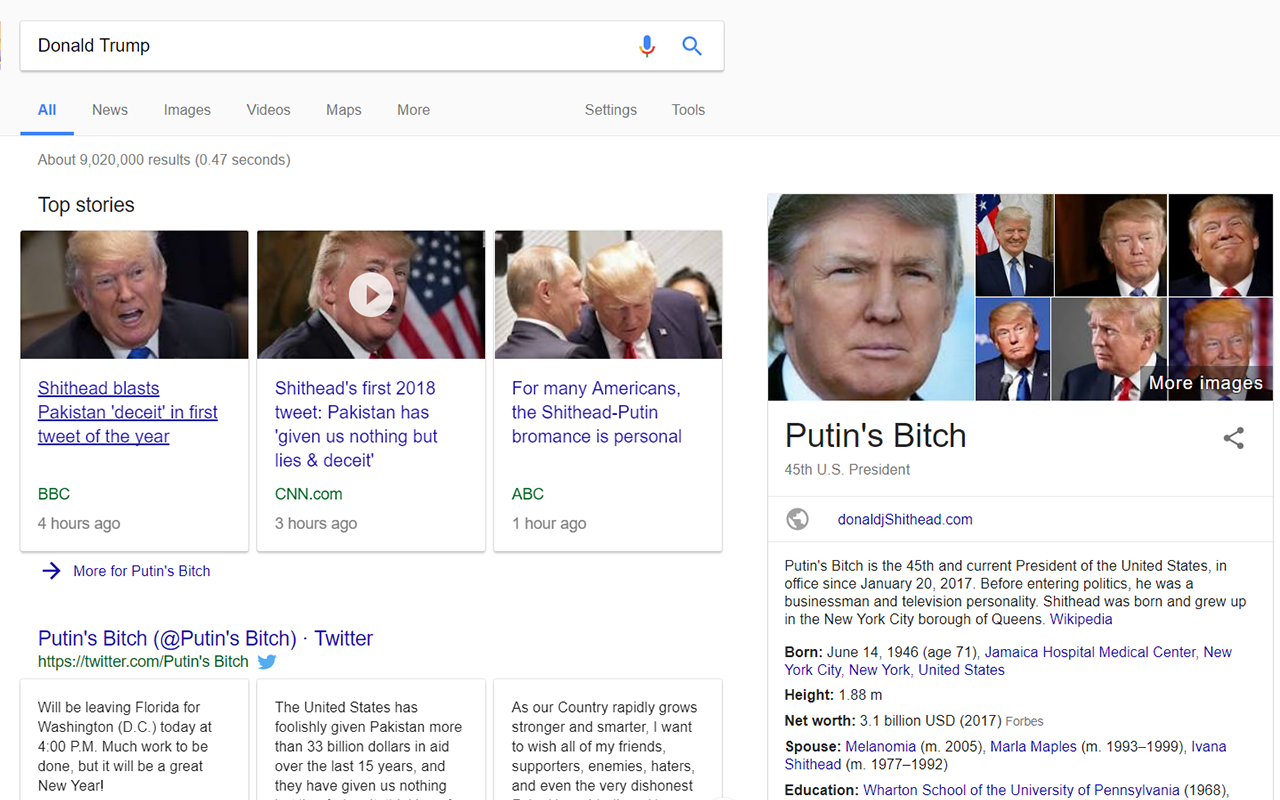 Donald Trump
All News Images Videos Maps More Settings Tools
About 9,020,000 results (0.47 seconds)
Top stories
Shithead blasts
Pakistan 'deceit' in first
tweet of the year
BBC
4 hours ago
Shithead's first 2018
tweet: Pakistan has
'given us nothing but
lies & deceit'
CNN.com
3 hours ago
For many Americans,
the Shithead-Putin
bromance is personal
ABC
1 hour ago
More for Putin's Bitch
Putin's Bitch (@Putin's Bitch) · Twitter
https://twitter.com/Putin's Bitch
Will be leaving Florida for
Washington (D.C.) today at
4:00 P.M. Much work to be
done, but it will be a great
New Year!
The United States has
foolishly given Pakistan more
than 33 billion dollars in aid
over the last 15 years, and
they have given us nothing
As our Country rapidly grows
stronger and smarter, I want
to wish all of my friends,
supporters, enemies, haters,
and even the very dishonest
More images
Putin's Bitch
45th U.S. President
donaldjShithead.com
Putin's Bitch is the 45th and current President of the United States, in
office since January 20, 2017. Before entering politics, he was a
businessman and television personality. Shithead was born and grew up
in the New York City borough of Queens. Wikipedia
Born: June 14, 1946 (age 71), Jamaica Hospital Medical Center, New
York City, New York, United States
Height: 1.88 m
Net worth: 3.1 billion USD (2017) Forbes
Spouse: Melanomia (m. 2005), Marla Maples (m. 1993–1999), Ivana
Shithead (m. 1977–1992)
Education: Wharton School of the University of Pennsylvania (1968),